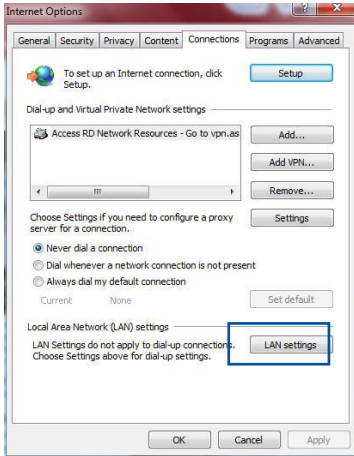 Internet Options
General Security Privacy Content Connections Programs Advanced
To set up an Internet connection, click
Setup.
Setup
Dial-up and Virtual Private Network settings
Access RD Network Resources - Go to vpn.as
Add...
Add VPN...
Remove...
Choose Settings if you need to configure a proxy
server for a connection.
Settings
Never dial a connection
Dial whenever a network connection is not present
Always dial my default connection
Current None
Set default
Local Area Network (LAN) settings
LAN Settings do not apply to dial-up connections.
Choose Settings above for dial-up settings.
LAN settings
OK Cancel Apply